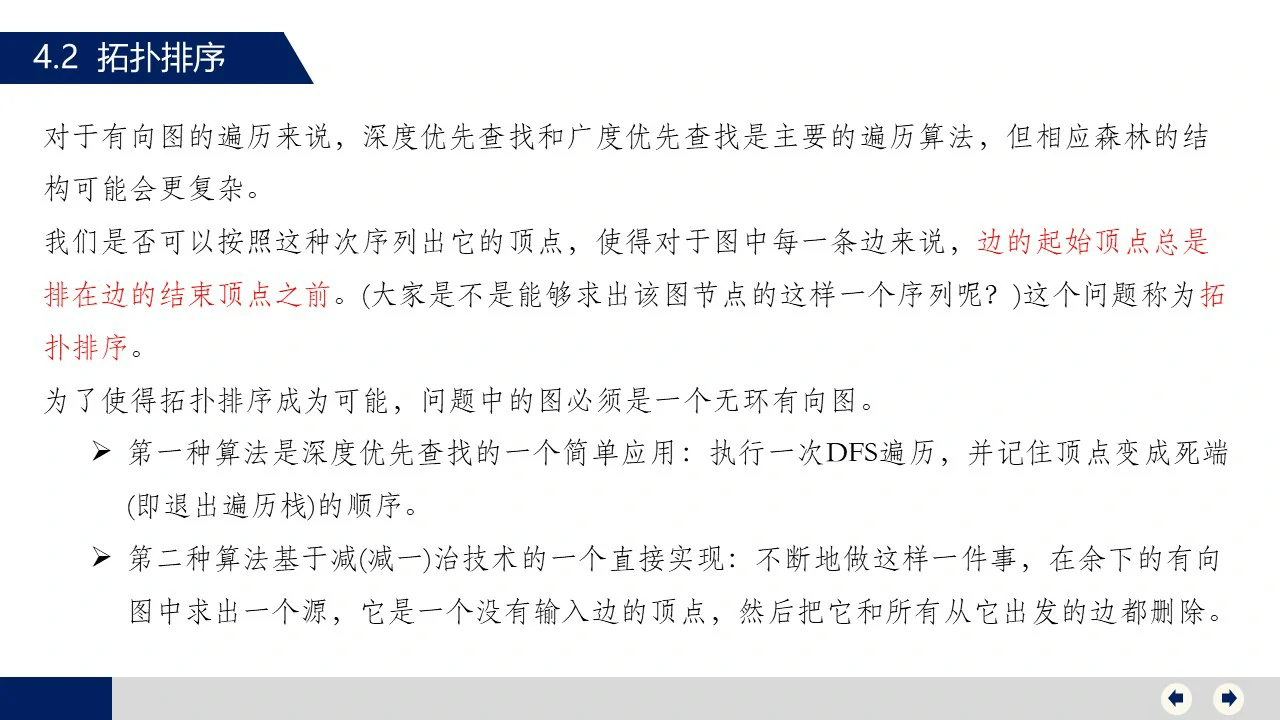 4.2 拓扑排序
对于有向图的遍历来说，深度优先查找和广度优先查找是主要的遍历算法，但相应森林的结
构可能会更复杂。
我们是否可以按照这种次序列出它的顶点，使得对于图中每一条边来说，边的起始顶点总是
排在边的结束顶点之前。(大家是不是能够求出该图节点的这样一个序列呢？)这个问题称为拓
扑排序。
为了使得拓扑排序成为可能，问题中的图必须是一个无环有向图。
➢ 第一种算法是深度优先查找的一个简单应用：执行一次DFS遍历，并记住顶点变成死端
(即退出遍历栈)的顺序。
➢ 第二种算法基于减(减一)治技术的一个直接实现：不断地做这样一件事，在余下的有向
图中求出一个源，它是一个没有输入边的顶点，然后把它和所有从它出发的边都删除。